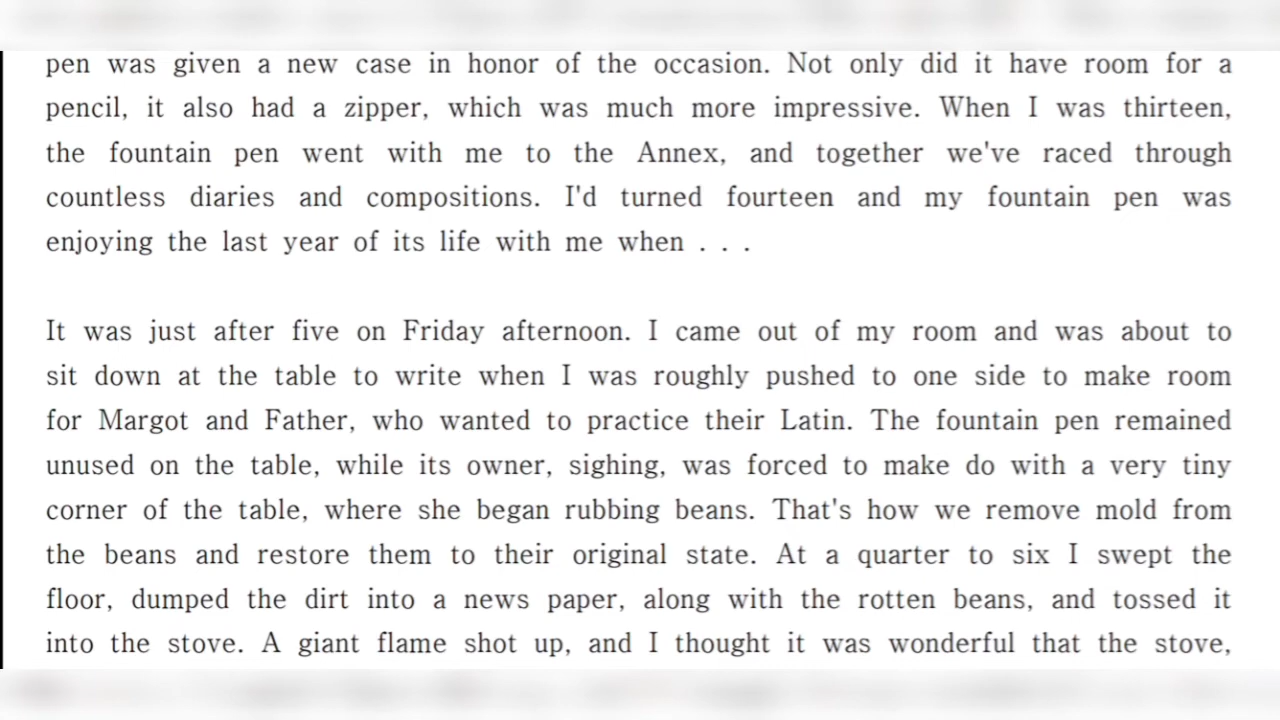 pen was given a new case in honor of the occasion. Not only did it have room for a
pencil, it also had a zipper, which was much more impressive. When I was thirteen,
the fountain pen went with me to the Annex, and together we've raced through
countless diaries and compositions. I'd turned fourteen and my fountain pen was
enjoying the last year of its life with me when . . .
It was just after five on Friday afternoon. I came out of my room and was about to
sit down at the table to write when I was roughly pushed to one side to make room
for Margot and Father, who wanted to practice their Latin. The fountain pen remained
unused on the table, while its owner, sighing, was forced to make do with a very tiny
corner of the table, where she began rubbing beans. That's how we remove mold from
the beans and restore them to their original state. At a quarter to six I swept the
floor, dumped the dirt into a news paper, along with the rotten beans, and tossed it
into the stove. A giant flame shot up, and I thought it was wonderful that the stove,